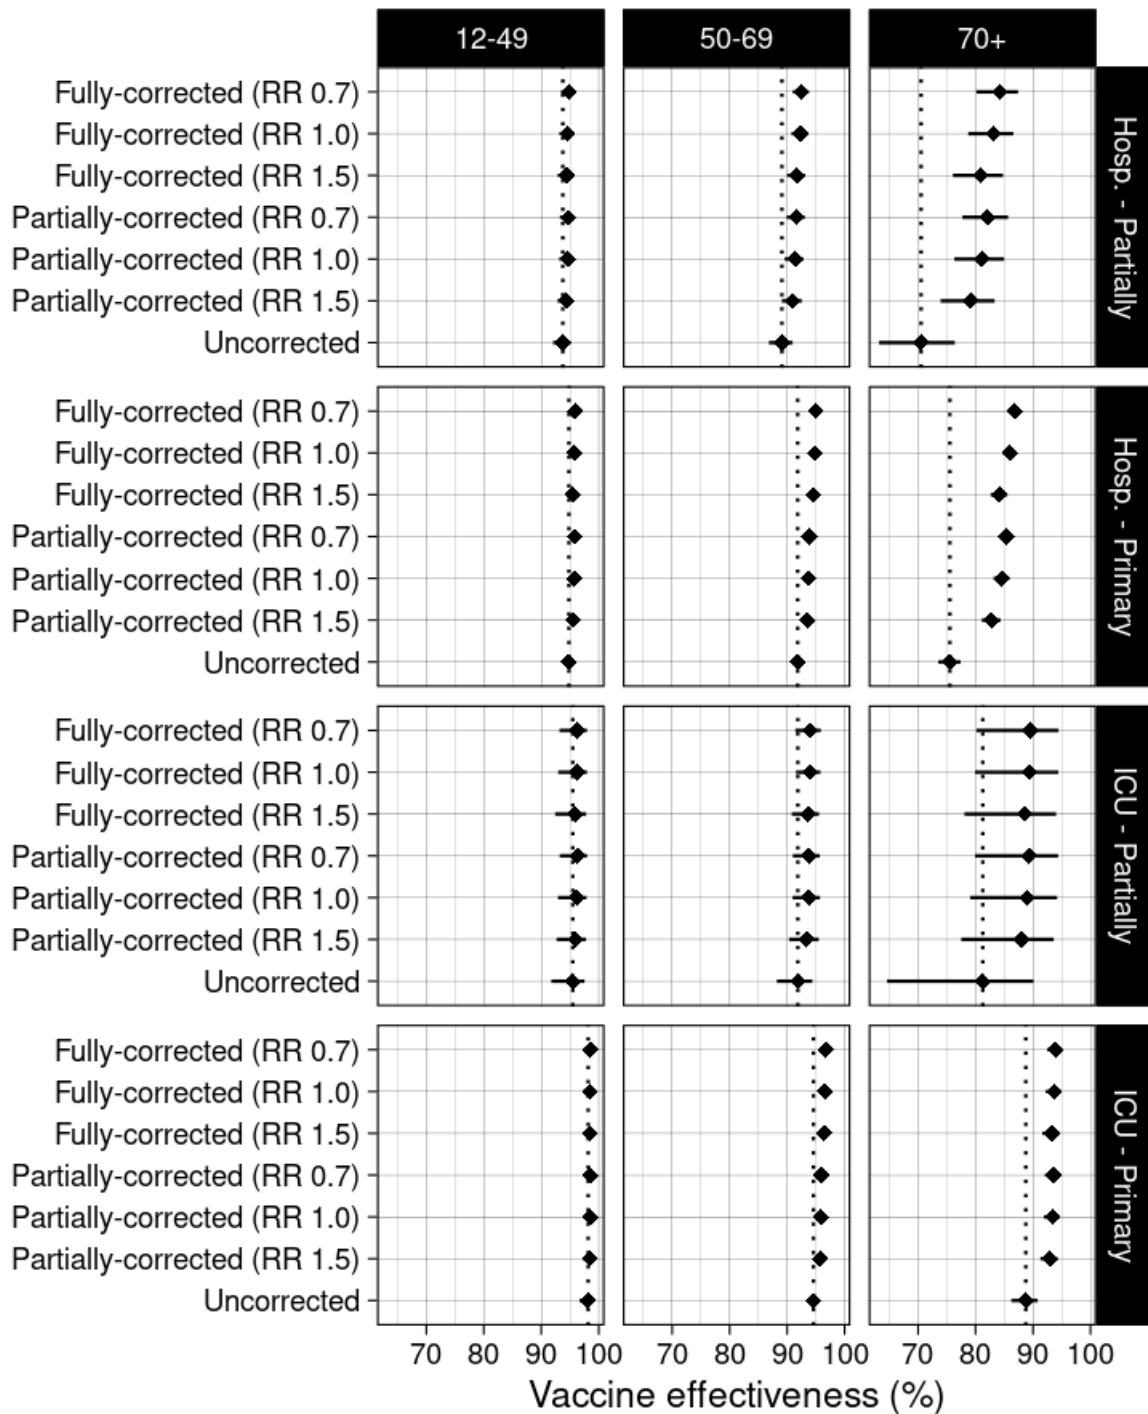 12-49 50-69 70+
Fully-corrected (RR 0.7)
Fully-corrected (RR 1.0)
Fully-corrected (RR 1.5)
Partially-corrected (RR 0.7)
Partially-corrected (RR 1.0)
Partially-corrected (RR 1.5)
Uncorrected
Hosp. - Partially
Fully-corrected (RR 0.7)
Fully-corrected (RR 1.0)
Fully-corrected (RR 1.5)
Partially-corrected (RR 0.7)
Partially-corrected (RR 1.0)
Partially-corrected (RR 1.5)
Uncorrected
Hosp. - Primary
Fully-corrected (RR 0.7)
Fully-corrected (RR 1.0)
Fully-corrected (RR 1.5)
Partially-corrected (RR 0.7)
Partially-corrected (RR 1.0)
Partially-corrected (RR 1.5)
Uncorrected
ICU - Partially
Fully-corrected (RR 0.7)
Fully-corrected (RR 1.0)
Fully-corrected (RR 1.5)
Partially-corrected (RR 0.7)
Partially-corrected (RR 1.0)
Partially-corrected (RR 1.5)
Uncorrected
ICU - Primary
70 80 90 100 70 80 90 100 70 80 90 100
Vaccine effectiveness (%)